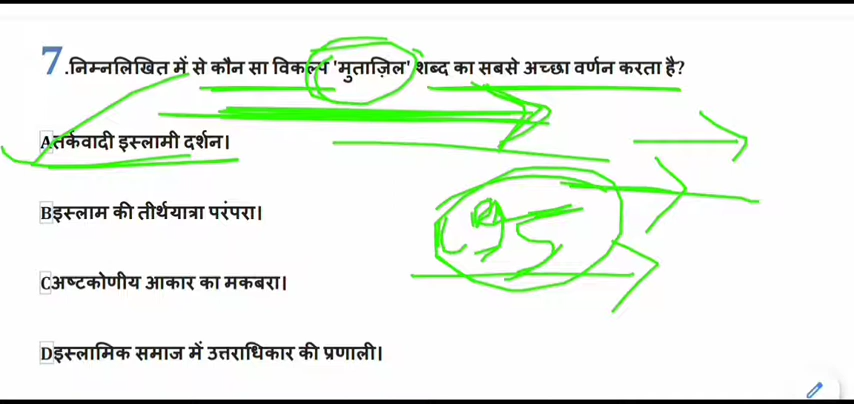 7.निम्नलिखित में से कौन सा विकल्प 'मुताज़िल' शब्द का सबसे अच्छा वर्णन करता है?
Aतर्कवादी इस्लामी दर्शन।
Bइस्लाम की तीर्थयात्रा परंपरा।
Cअष्टकोणीय आकार का मकबरा।
Dइस्लामिक समाज में उत्तराधिकार की प्रणाली।